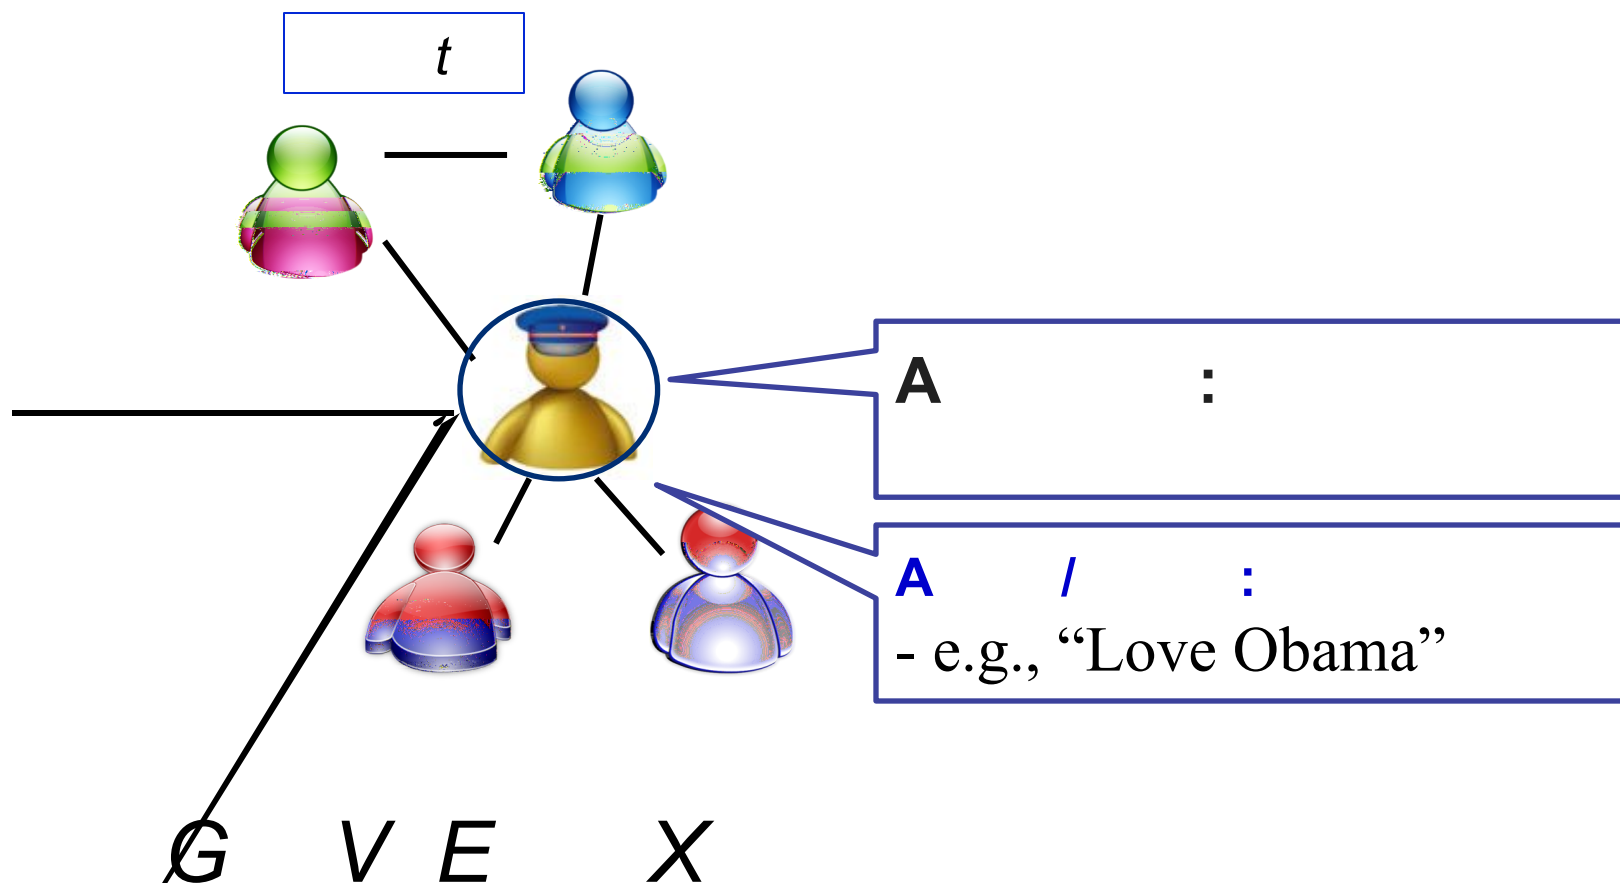 t
A :
A / :
- e.g., “Love Obama”
G V E X